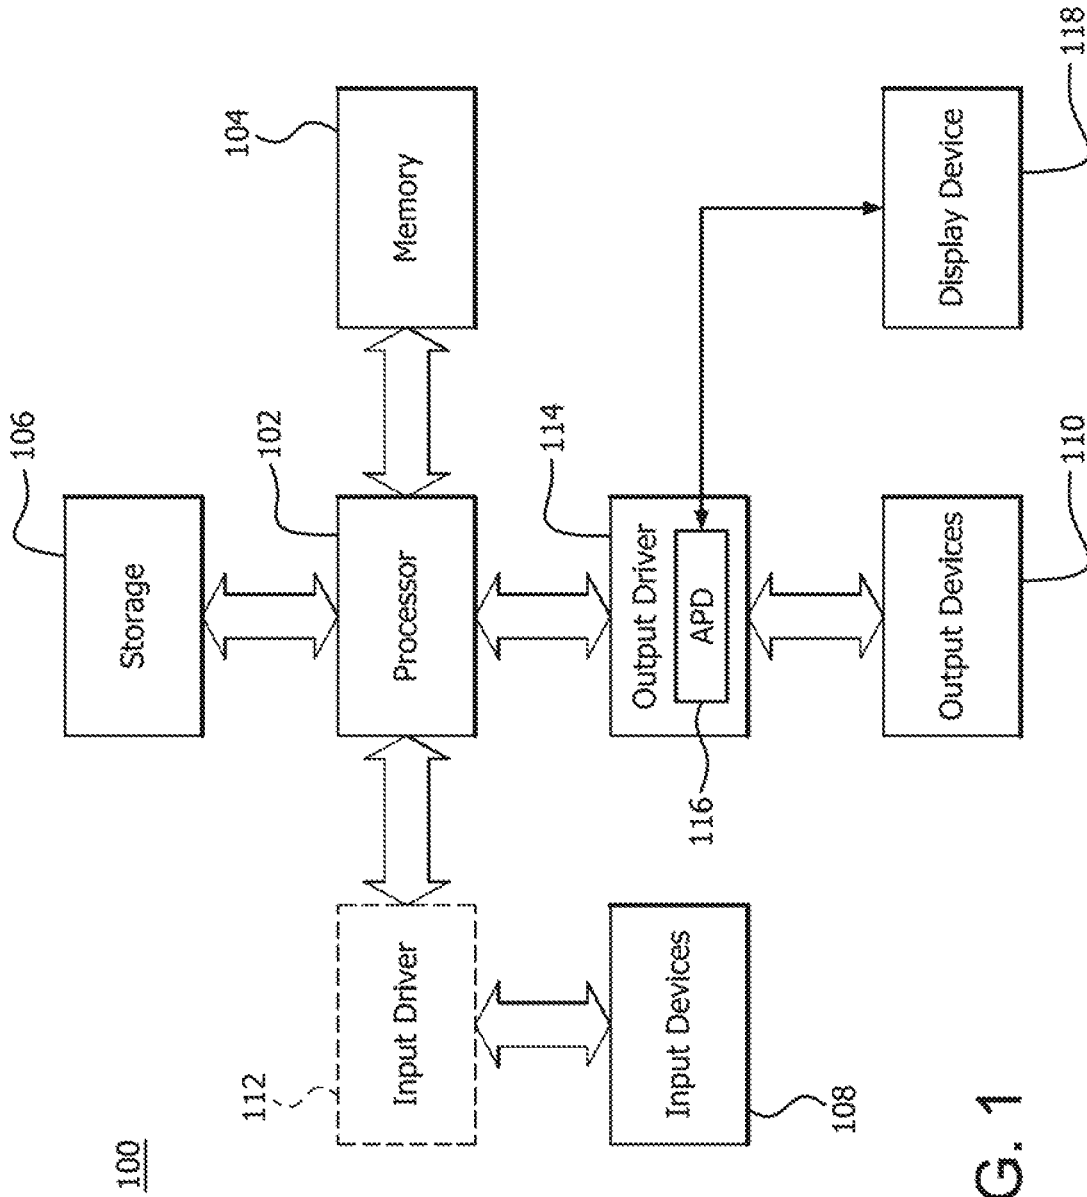 100
106
Storage
112
102
104
Input Driver
Processor
Memory
114
Input Devices
Output Driver
116
APD
108
Output Devices
Display Device
110
118
G. 1